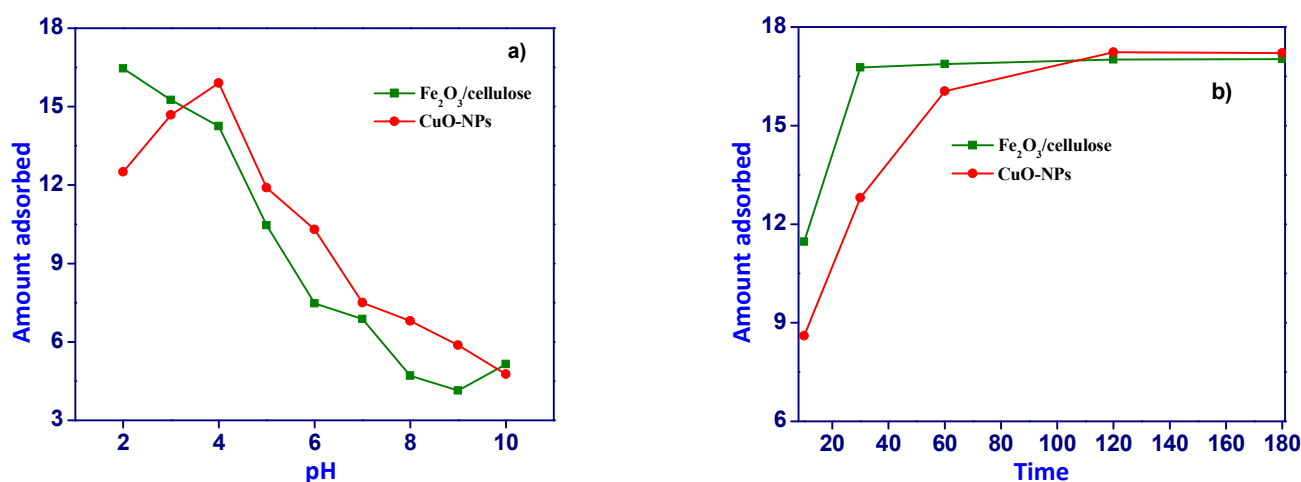 a)
Fe₂O₃/cellulose
CuO-NPs
Amount adsorbed
18
15
12
9
6
3
2 4 6 8 10
pH
b)
Fe₂O₃/cellulose
CuO-NPs
Amount adsorbed
18
15
12
9
6
20 40 60 80 100 120 140 160 180
Time